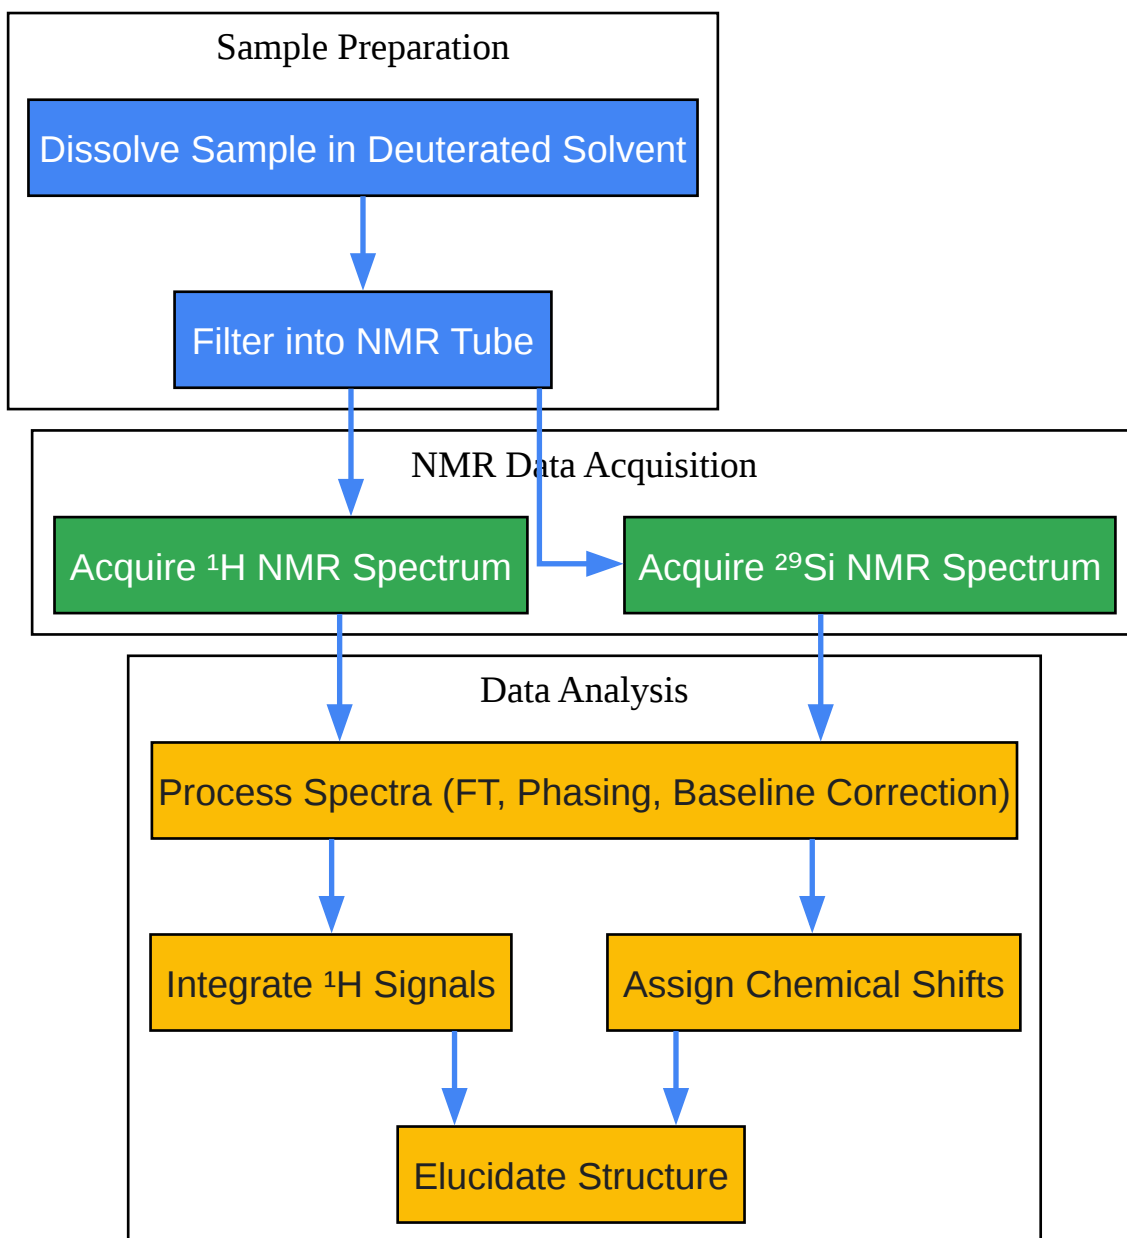 Sample Preparation
Dissolve Sample in Deuterated Solvent
Filter into NMR Tube
NMR Data Acquisition
Acquire ¹H NMR Spectrum
Acquire ²⁹Si NMR Spectrum
Data Analysis
Process Spectra (FT, Phasing, Baseline Correction)
Integrate ¹H Signals
Assign Chemical Shifts
Elucidate Structure